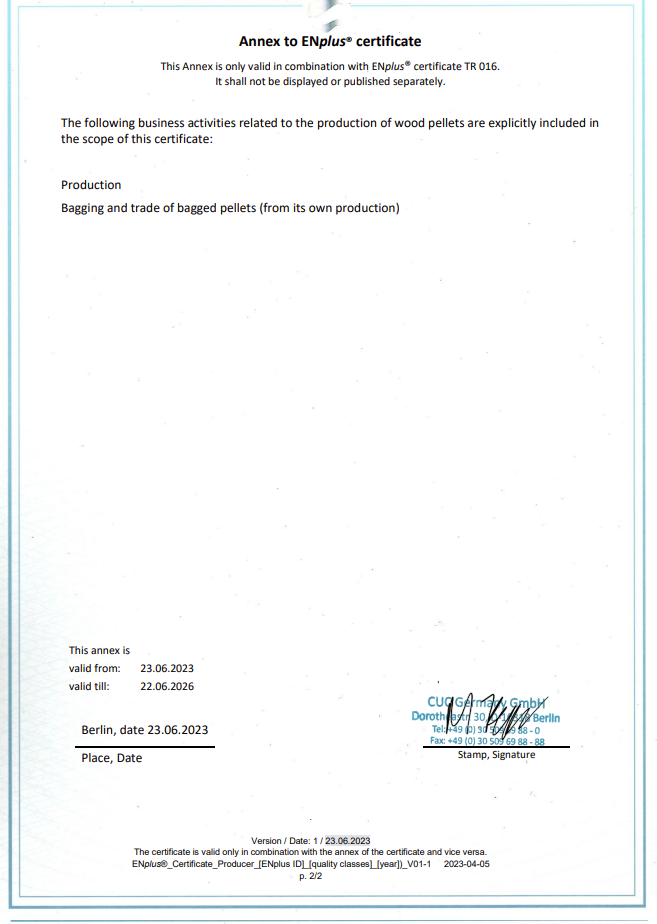 Annex to ENplus® certificate
This Annex is only valid in combination with ENplus® certificate TR 016.
It shall not be displayed or published separately.
The following business activities related to the production of wood pellets are explicitly included in
the scope of this certificate:
Production
Bagging and trade of bagged pellets (from its own production)
This annex is
valid from: 23.06.2023
valid till: 22.06.2026
Berlin, date 23.06.2023
Place, Date
CUC Germany GmbH
30, Berlin
Tel: +49 (0) 30 509 69 88 - 0
Fax: +49 (0) 30 509 69 88 - 88
Stamp, Signature
Version / Date: 1 / 23.06.2023
The certificate is valid only in combination with the annex of the certificate and vice versa.
ENplus®_Certificate_Producer_[ENplus ID]_[quality classes]_[year])_V01-1 2023-04-05
p. 2/2